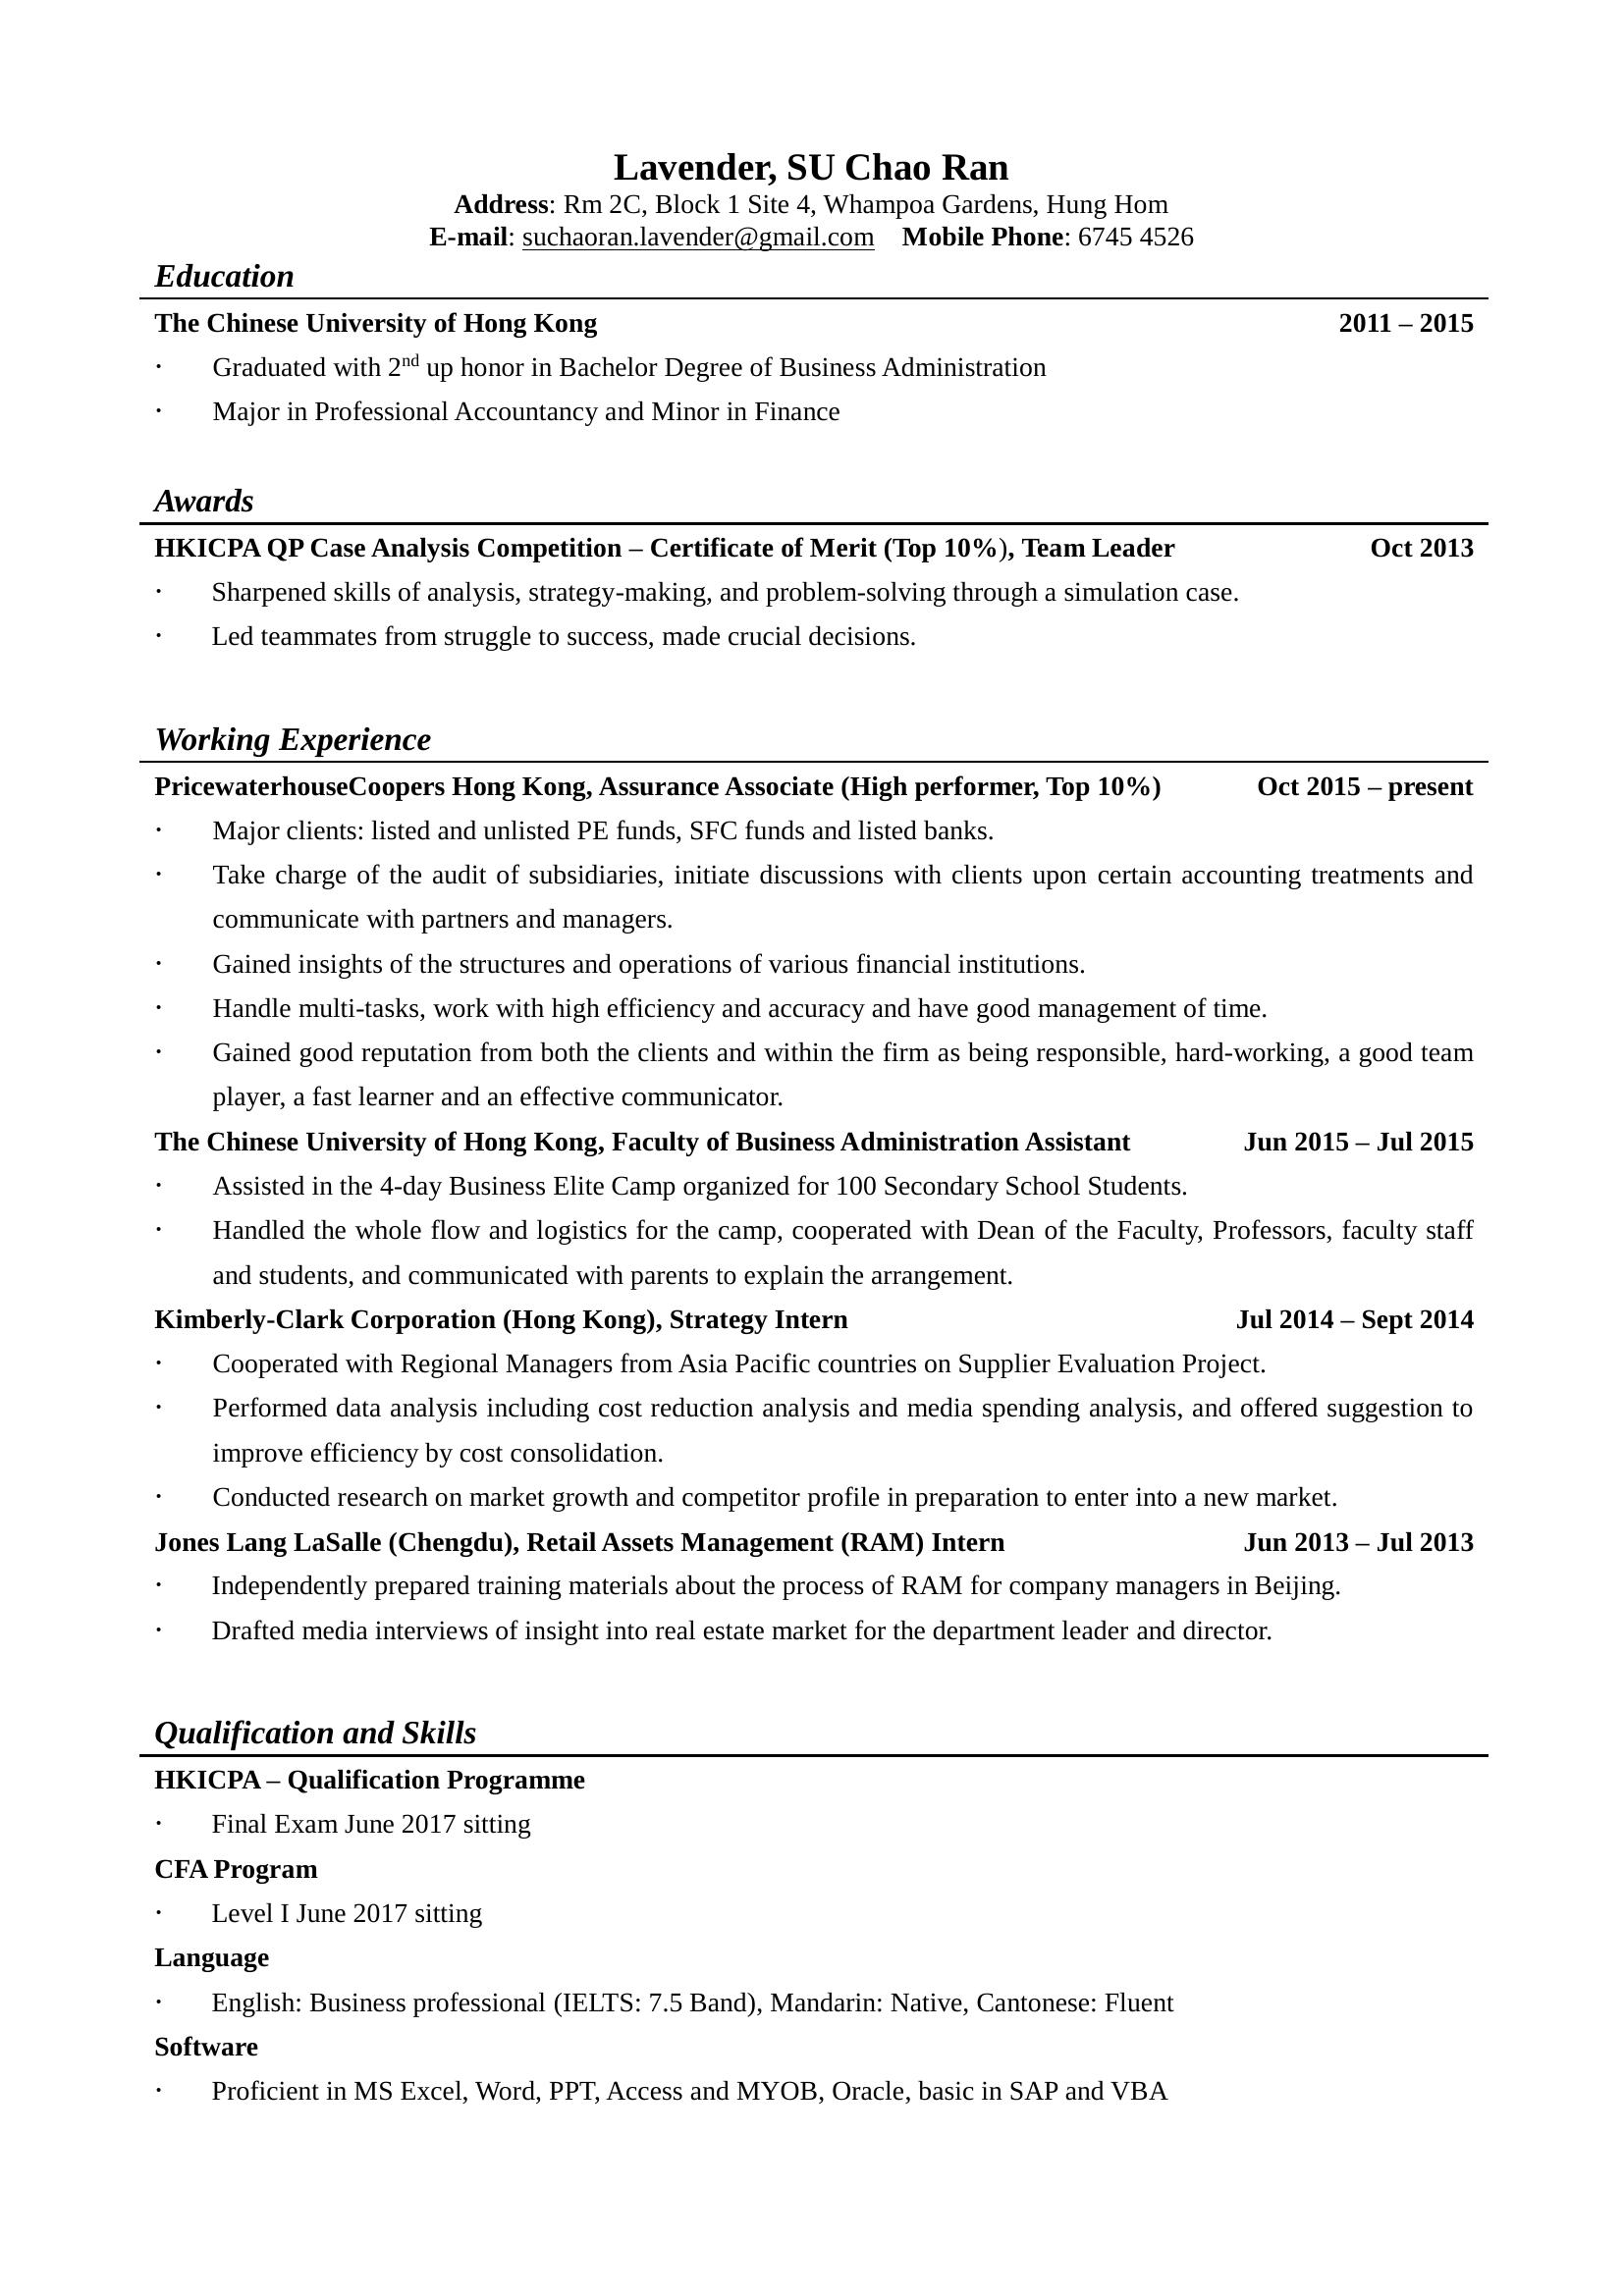 Lavender, SU Chao Ran
Address: Rm 2C, Block 1 Site 4, Whampoa Gardens, Hung Hom
E-mail: suchaoran.lavender@gmail.com Mobile Phone: 6745 4526
Education
The Chinese University of Hong Kong 2011 – 2015
· Graduated with 2nd up honor in Bachelor Degree of Business Administration
· Major in Professional Accountancy and Minor in Finance
Awards
HKICPA QP Case Analysis Competition – Certificate of Merit (Top 10%), Team Leader Oct 2013
· Sharpened skills of analysis, strategy-making, and problem-solving through a simulation case.
· Led teammates from struggle to success, made crucial decisions.
Working Experience
PricewaterhouseCoopers Hong Kong, Assurance Associate (High performer, Top 10%) Oct 2015 – present
· Major clients: listed and unlisted PE funds, SFC funds and listed banks.
· Take charge of the audit of subsidiaries, initiate discussions with clients upon certain accounting treatments and
communicate with partners and managers.
· Gained insights of the structures and operations of various financial institutions.
· Handle multi-tasks, work with high efficiency and accuracy and have good management of time.
· Gained good reputation from both the clients and within the firm as being responsible, hard-working, a good team
player, a fast learner and an effective communicator.
The Chinese University of Hong Kong, Faculty of Business Administration Assistant Jun 2015 – Jul 2015
· Assisted in the 4-day Business Elite Camp organized for 100 Secondary School Students.
· Handled the whole flow and logistics for the camp, cooperated with Dean of the Faculty, Professors, faculty staff
and students, and communicated with parents to explain the arrangement.
Kimberly-Clark Corporation (Hong Kong), Strategy Intern Jul 2014 – Sept 2014
· Cooperated with Regional Managers from Asia Pacific countries on Supplier Evaluation Project.
· Performed data analysis including cost reduction analysis and media spending analysis, and offered suggestion to
improve efficiency by cost consolidation.
· Conducted research on market growth and competitor profile in preparation to enter into a new market.
Jones Lang LaSalle (Chengdu), Retail Assets Management (RAM) Intern Jun 2013 – Jul 2013
· Independently prepared training materials about the process of RAM for company managers in Beijing.
· Drafted media interviews of insight into real estate market for the department leader and director.
Qualification and Skills
HKICPA – Qualification Programme
· Final Exam June 2017 sitting
CFA Program
· Level I June 2017 sitting
Language
· English: Business professional (IELTS: 7.5 Band), Mandarin: Native, Cantonese: Fluent
Software
· Proficient in MS Excel, Word, PPT, Access and MYOB, Oracle, basic in SAP and VBA